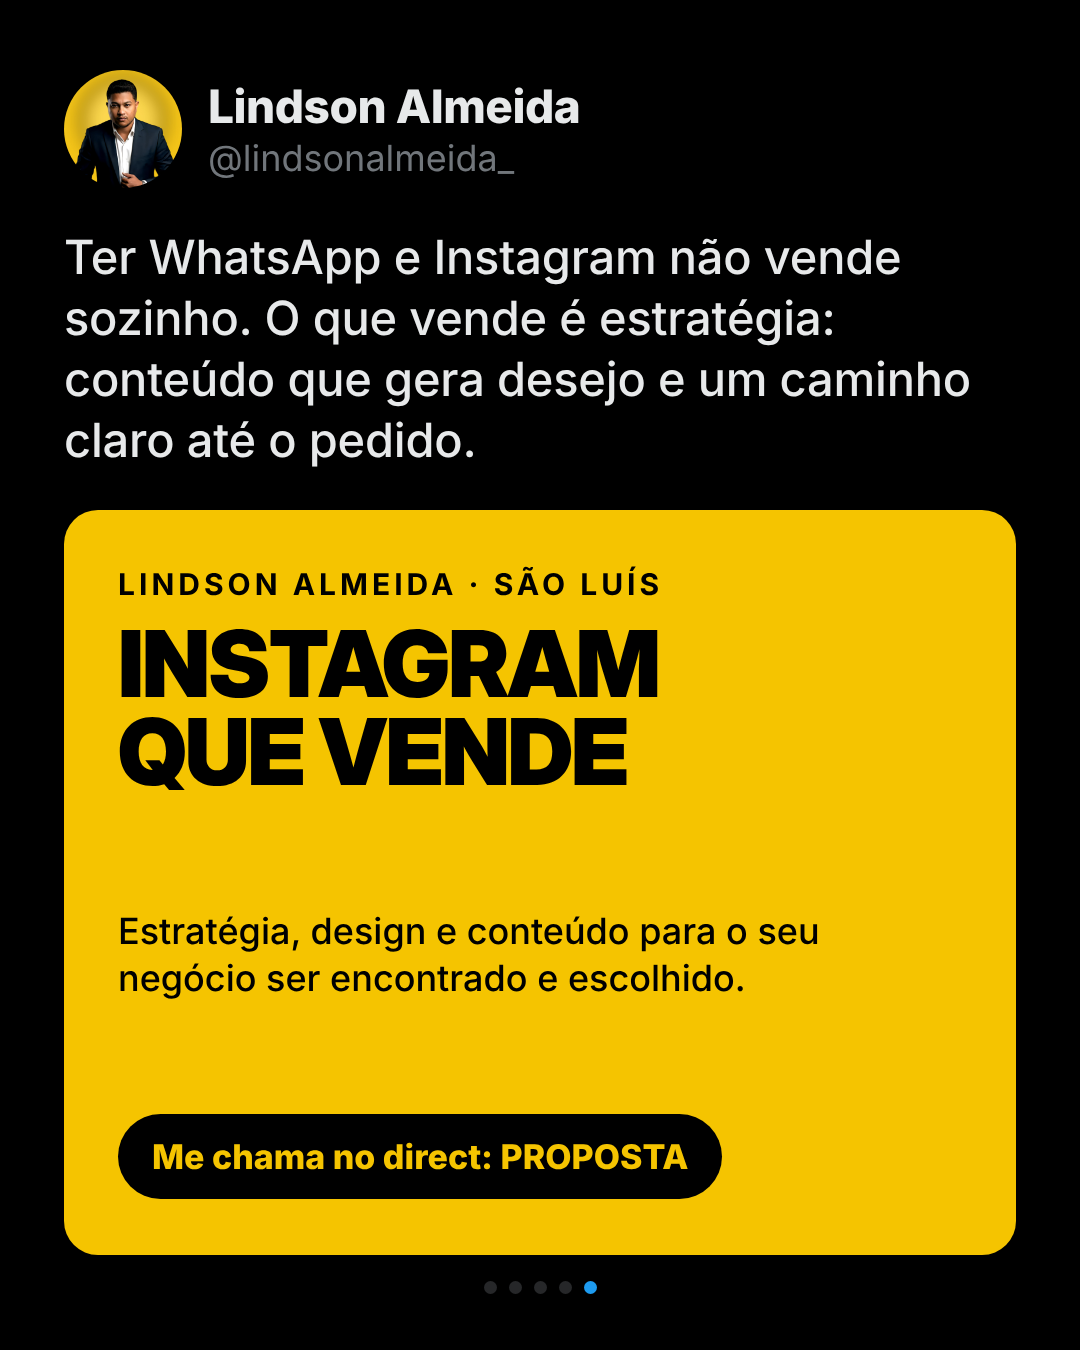 Lindson Almeida
@lindsonalmeida_
Ter WhatsApp e Instagram não vende
sozinho. O que vende é estratégia:
conteúdo que gera desejo e um caminho
claro até o pedido.
LINDSON ALMEIDA · SÃO LUÍS
INSTAGRAM
QUE VENDE
Estratégia, design e conteúdo para o seu
negócio ser encontrado e escolhido.
Me chama no direct: PROPOSTA